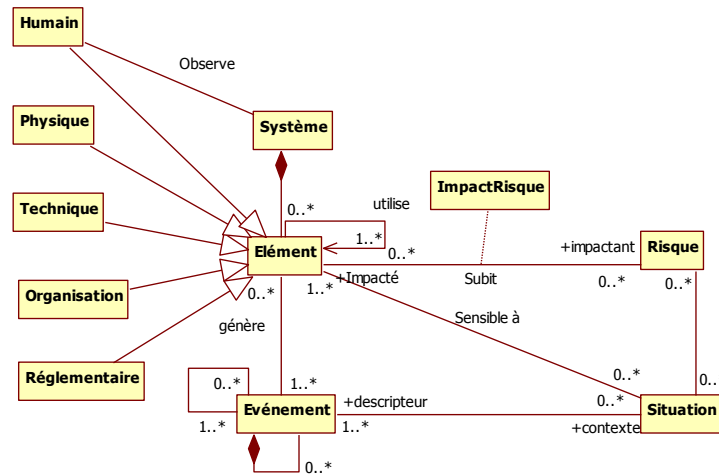 Humain
Observe
Physique
Système
Technique
0..*
utilise
ImpactRisque
1..*
Elément
0..*
+impactant
Risque
+Impacté
Subit
0..*
0..*
0..*
1..*
Organisation
génère
Sensible à
Réglementaire
0..*
1..*
0..*
0..
Evénement
+descripteur
Situation
1..*
1..*
+contexte
0..*